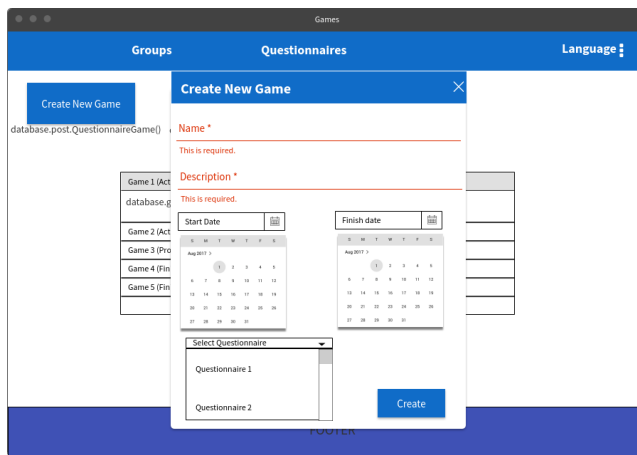 Games
Groups Questionnaires Language
Create New Game
Create New Game
database.post.QuestionnaireGame()
Name *
This is required.
Description *
This is required.
Game 1 (Act
database.g
Game 2 (Act
Game 3 (Pro
Game 4 (Fin
Game 5 (Fin
Start Date
Finish date
S M T W T F S
Aug 2017 >
1 2 3 4 5
6 7 8 9 10 11 12
13 14 15 16 17 18 19
20 21 22 23 24 25 26
27 28 29 30 31
S M T W T F S
Aug 2017 >
1 2 3 4 5
6 7 8 9 10 11 12
13 14 15 16 17 18 19
20 21 22 23 24 25 26
27 28 29 30 31
Select Questionnaire
Questionnaire 1
Questionnaire 2
Create
FOOTER